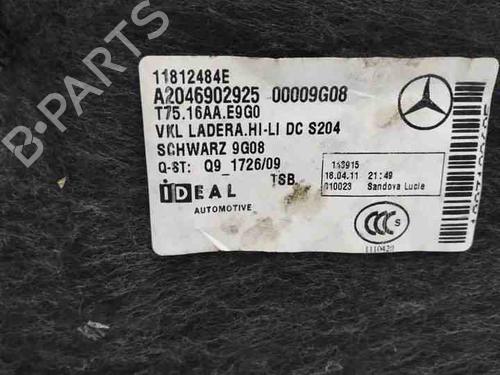 11812484E
A2046902925 00009G08
T75.16AA.E9G0
VKL LADERA.HI-LI DC S204
SCHWARZ 9G08
Q-ST: Q9 1726/09
TSB
iDEAL
AUTOMOTIVE
18.04.11 21:49
010023 Sandova Lucie
S
1110420
B-PARTS